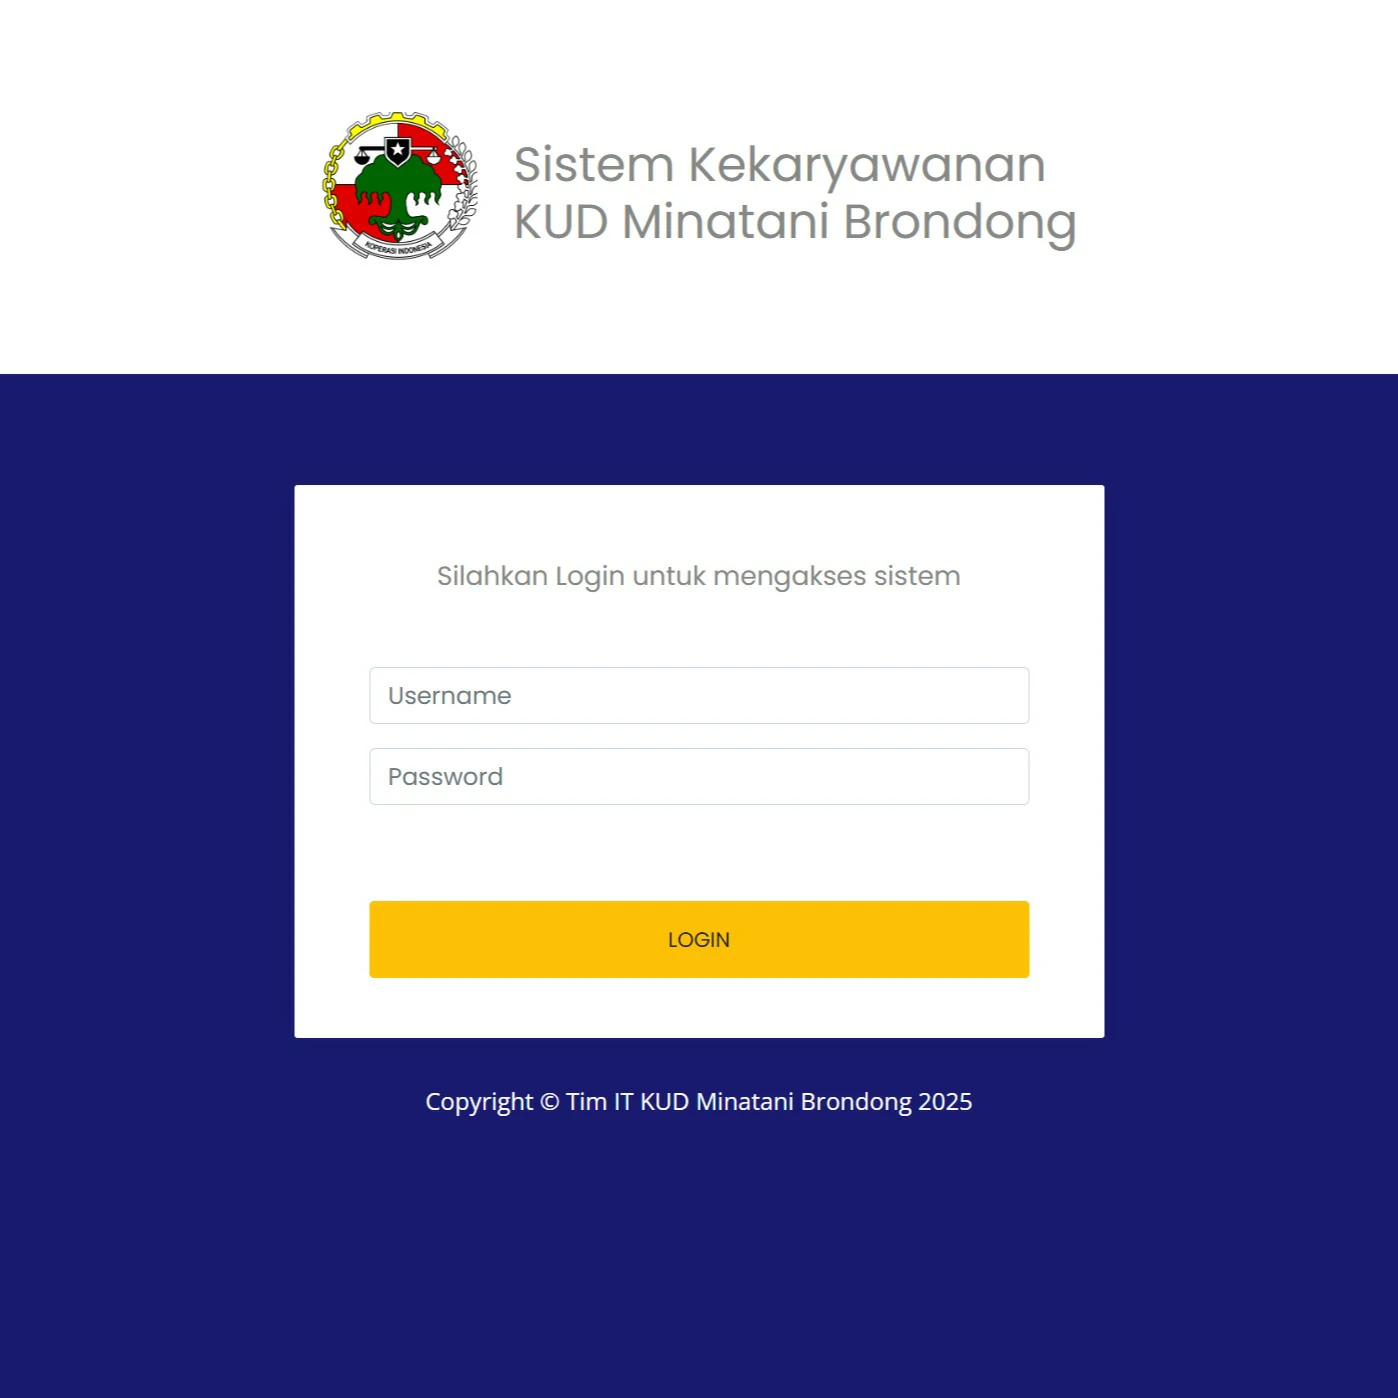 KOPERASI INDONESIA
Sistem Kekaryawanan
KUD Minatani Brondong
Silahkan Login untuk mengakses sistem
Username
Password
LOGIN
Copyright © Tim IT KUD Minatani Brondong 2025